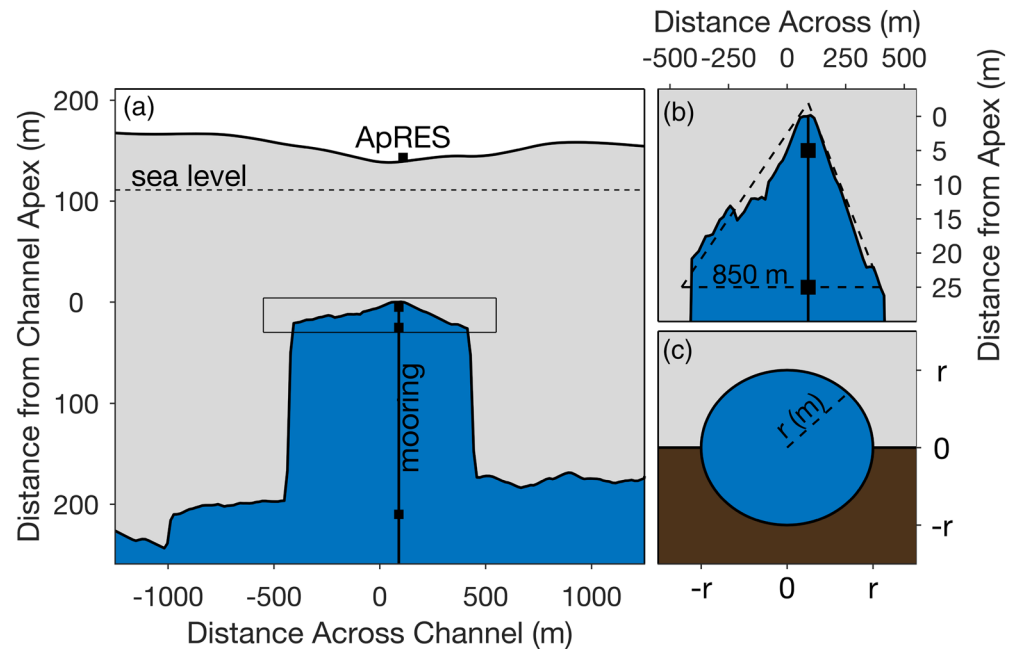 Distance Across (m)
-500 -250 0 250 500
200
(a)
ApRES
sea level
100
0
100
200
mooring
Distance from Channel Apex (m)
-1000 -500 0 500 1000
Distance Across Channel (m)
(b)
0
5
10
15
20
25
850 m
Distance from Apex (m)
(c)
r (m)
r
0
-r
-r 0 r